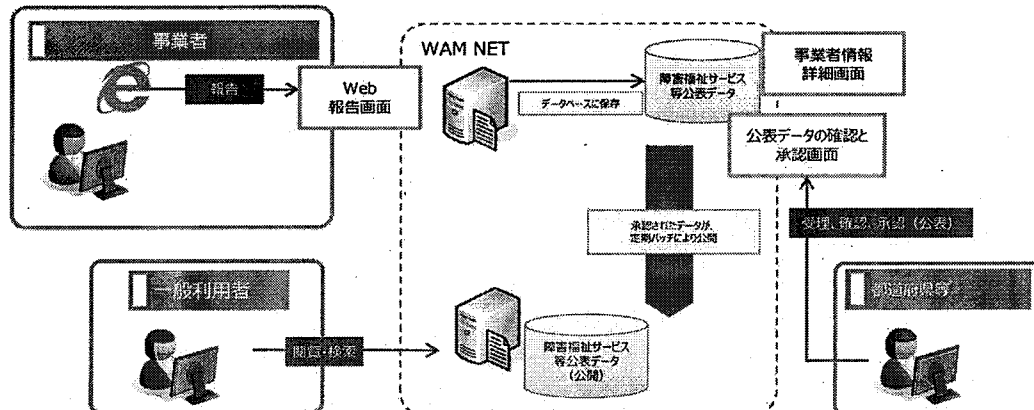 事業者
報告
Web
報告画面
WAM NET
データベースに保存
障害福祉サービス
等公表データ
事業者情報
詳細画面
公表データの確認と
承認画面
承認されたデータが、
定期バッチにより公開
受理、確認、承認（公表）
一般利用者
閲覧・検索
障害福祉サービス
等公表データ
（公開）
都道府県等